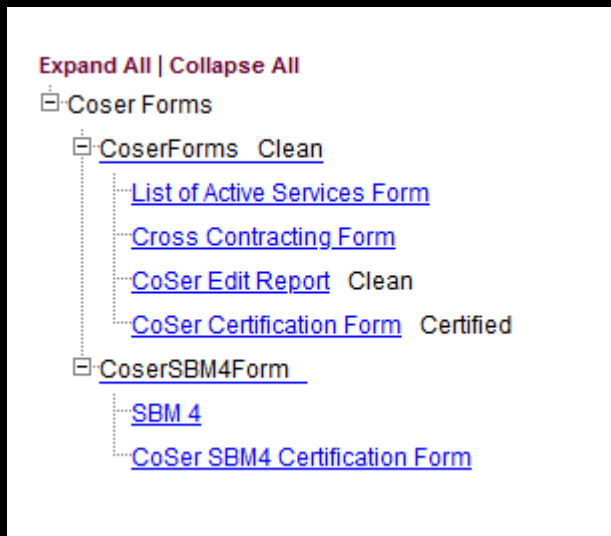 Expand All | Collapse All
Coser Forms
CoserForms Clean
List of Active Services Form
Cross Contracting Form
CoSer Edit Report Clean
CoSer Certification Form Certified
CoserSBM4Form
SBM 4
CoSer SBM4 Certification Form